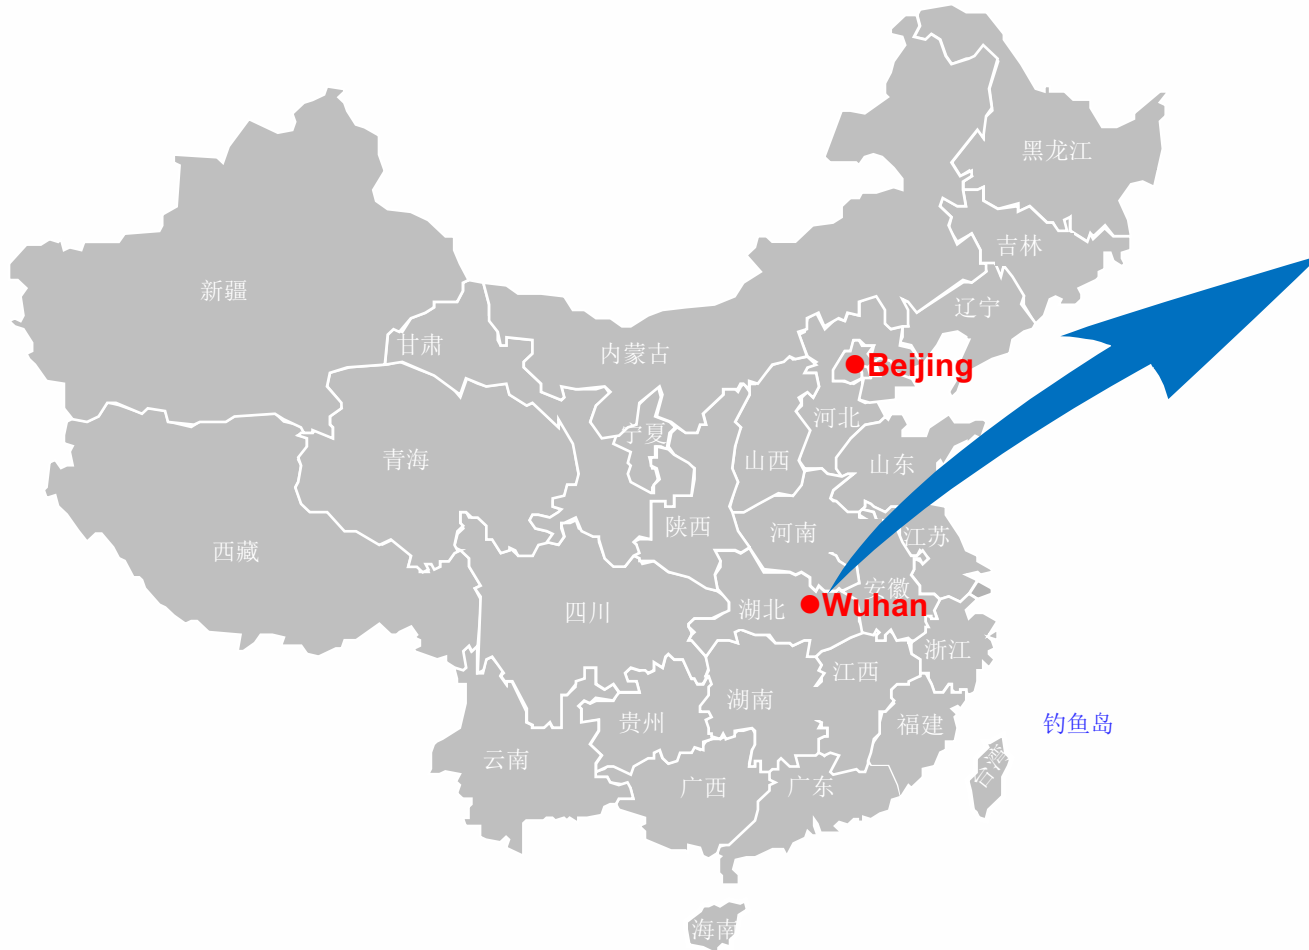 黑龙江
吉林
新疆
辽宁
甘肃
内蒙古
Beijing
河北
宁夏
青海
山西
山东
陕西
河南
江苏
西藏
安徽
湖北
Wuhan
四川
浙江
江西
湖南
贵州
福建
钓鱼岛
云南
台湾
广西
广东
海南